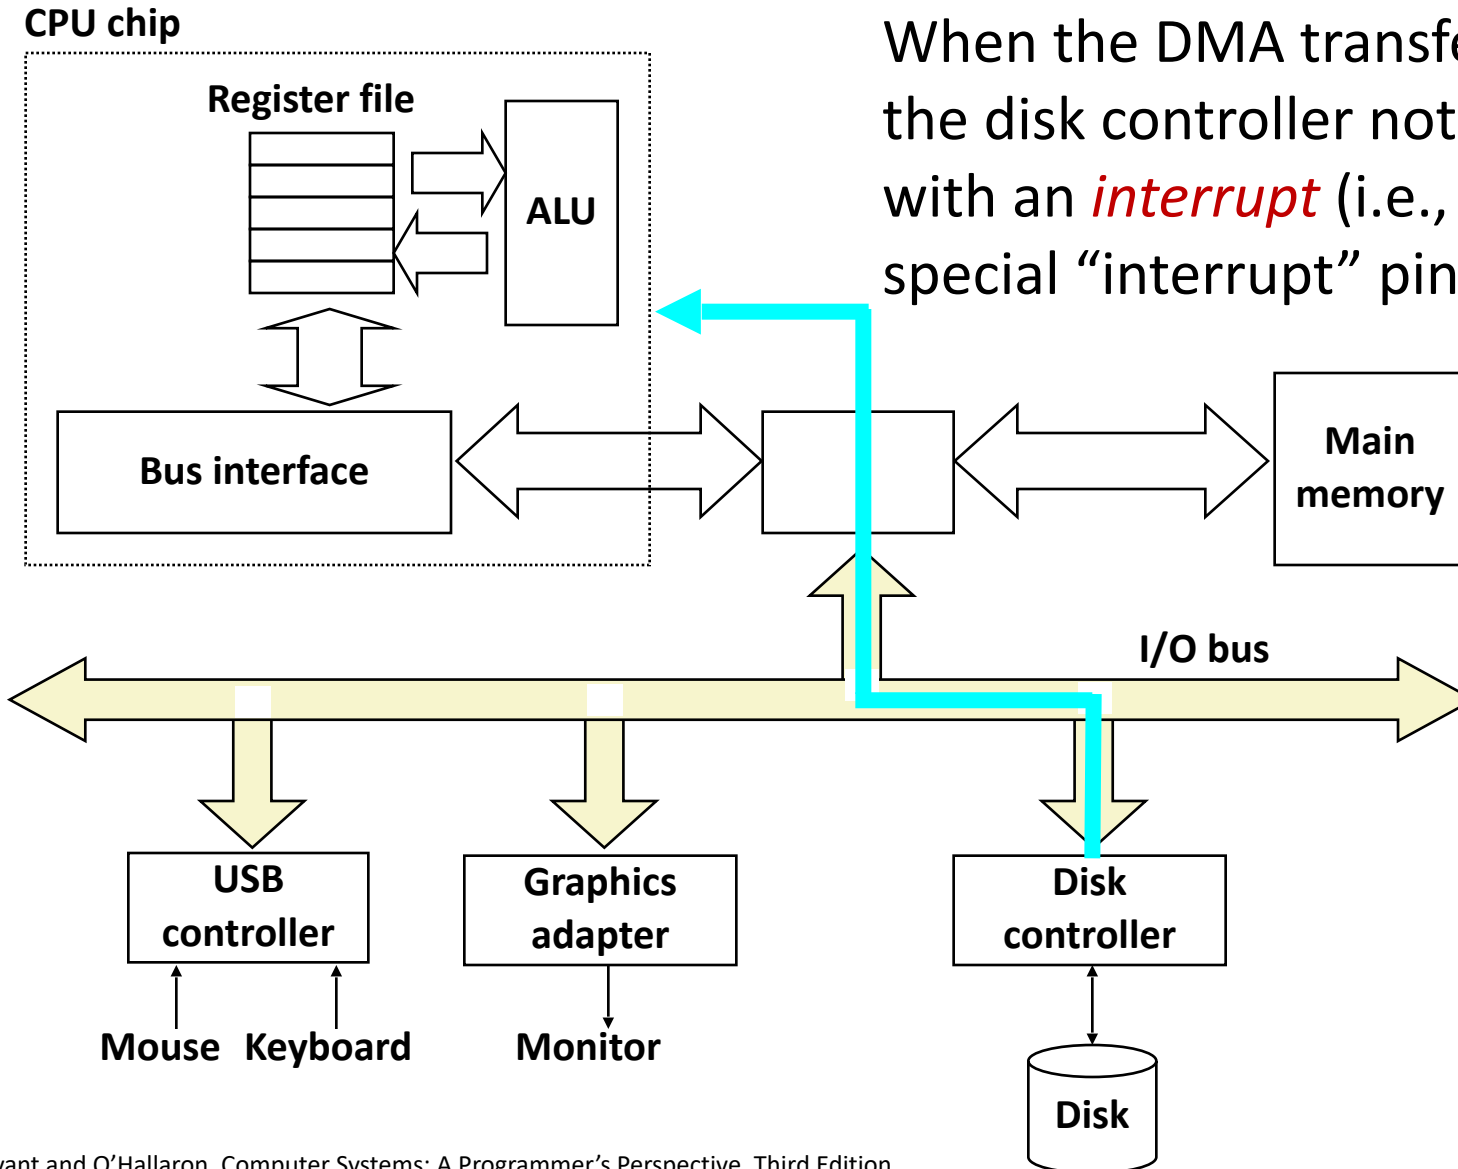 CPU chip
When the DMA transfe
the disk controller not
with an interrupt (i.e.,
special “interrupt” pin
Register file
ALU
Bus interface
Main
memory
I/O bus
USB
controller
Graphics
adapter
Disk
controller
Mouse Keyboard
Monitor
Disk
yant and O’Hallaron, Computer Systems: A Programmer’s Perspective, Third Edition